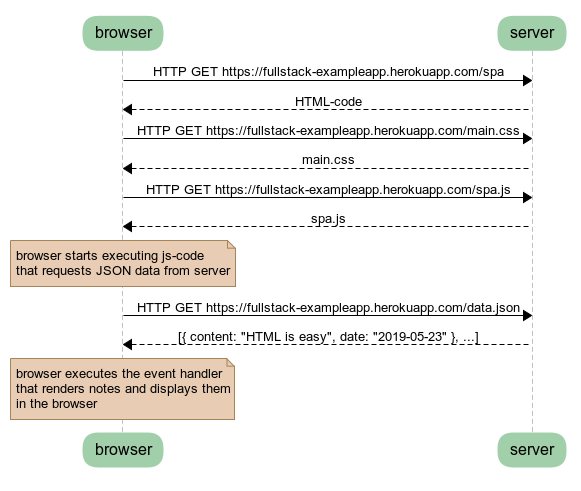 browser server
HTTP GET https://fullstack-exampleapp.herokuapp.com/spa
HTML-code
HTTP GET https://fullstack-exampleapp.herokuapp.com/main.css
main.css
HTTP GET https://fullstack-exampleapp.herokuapp.com/spa.js
spa.js
browser starts executing js-code
that requests JSON data from server
HTTP GET https://fullstack-exampleapp.herokuapp.com/data.json
[{ content: "HTML is easy", date: "2019-05-23" }, ...]
browser executes the event handler
that renders notes and displays them
in the browser
browser server